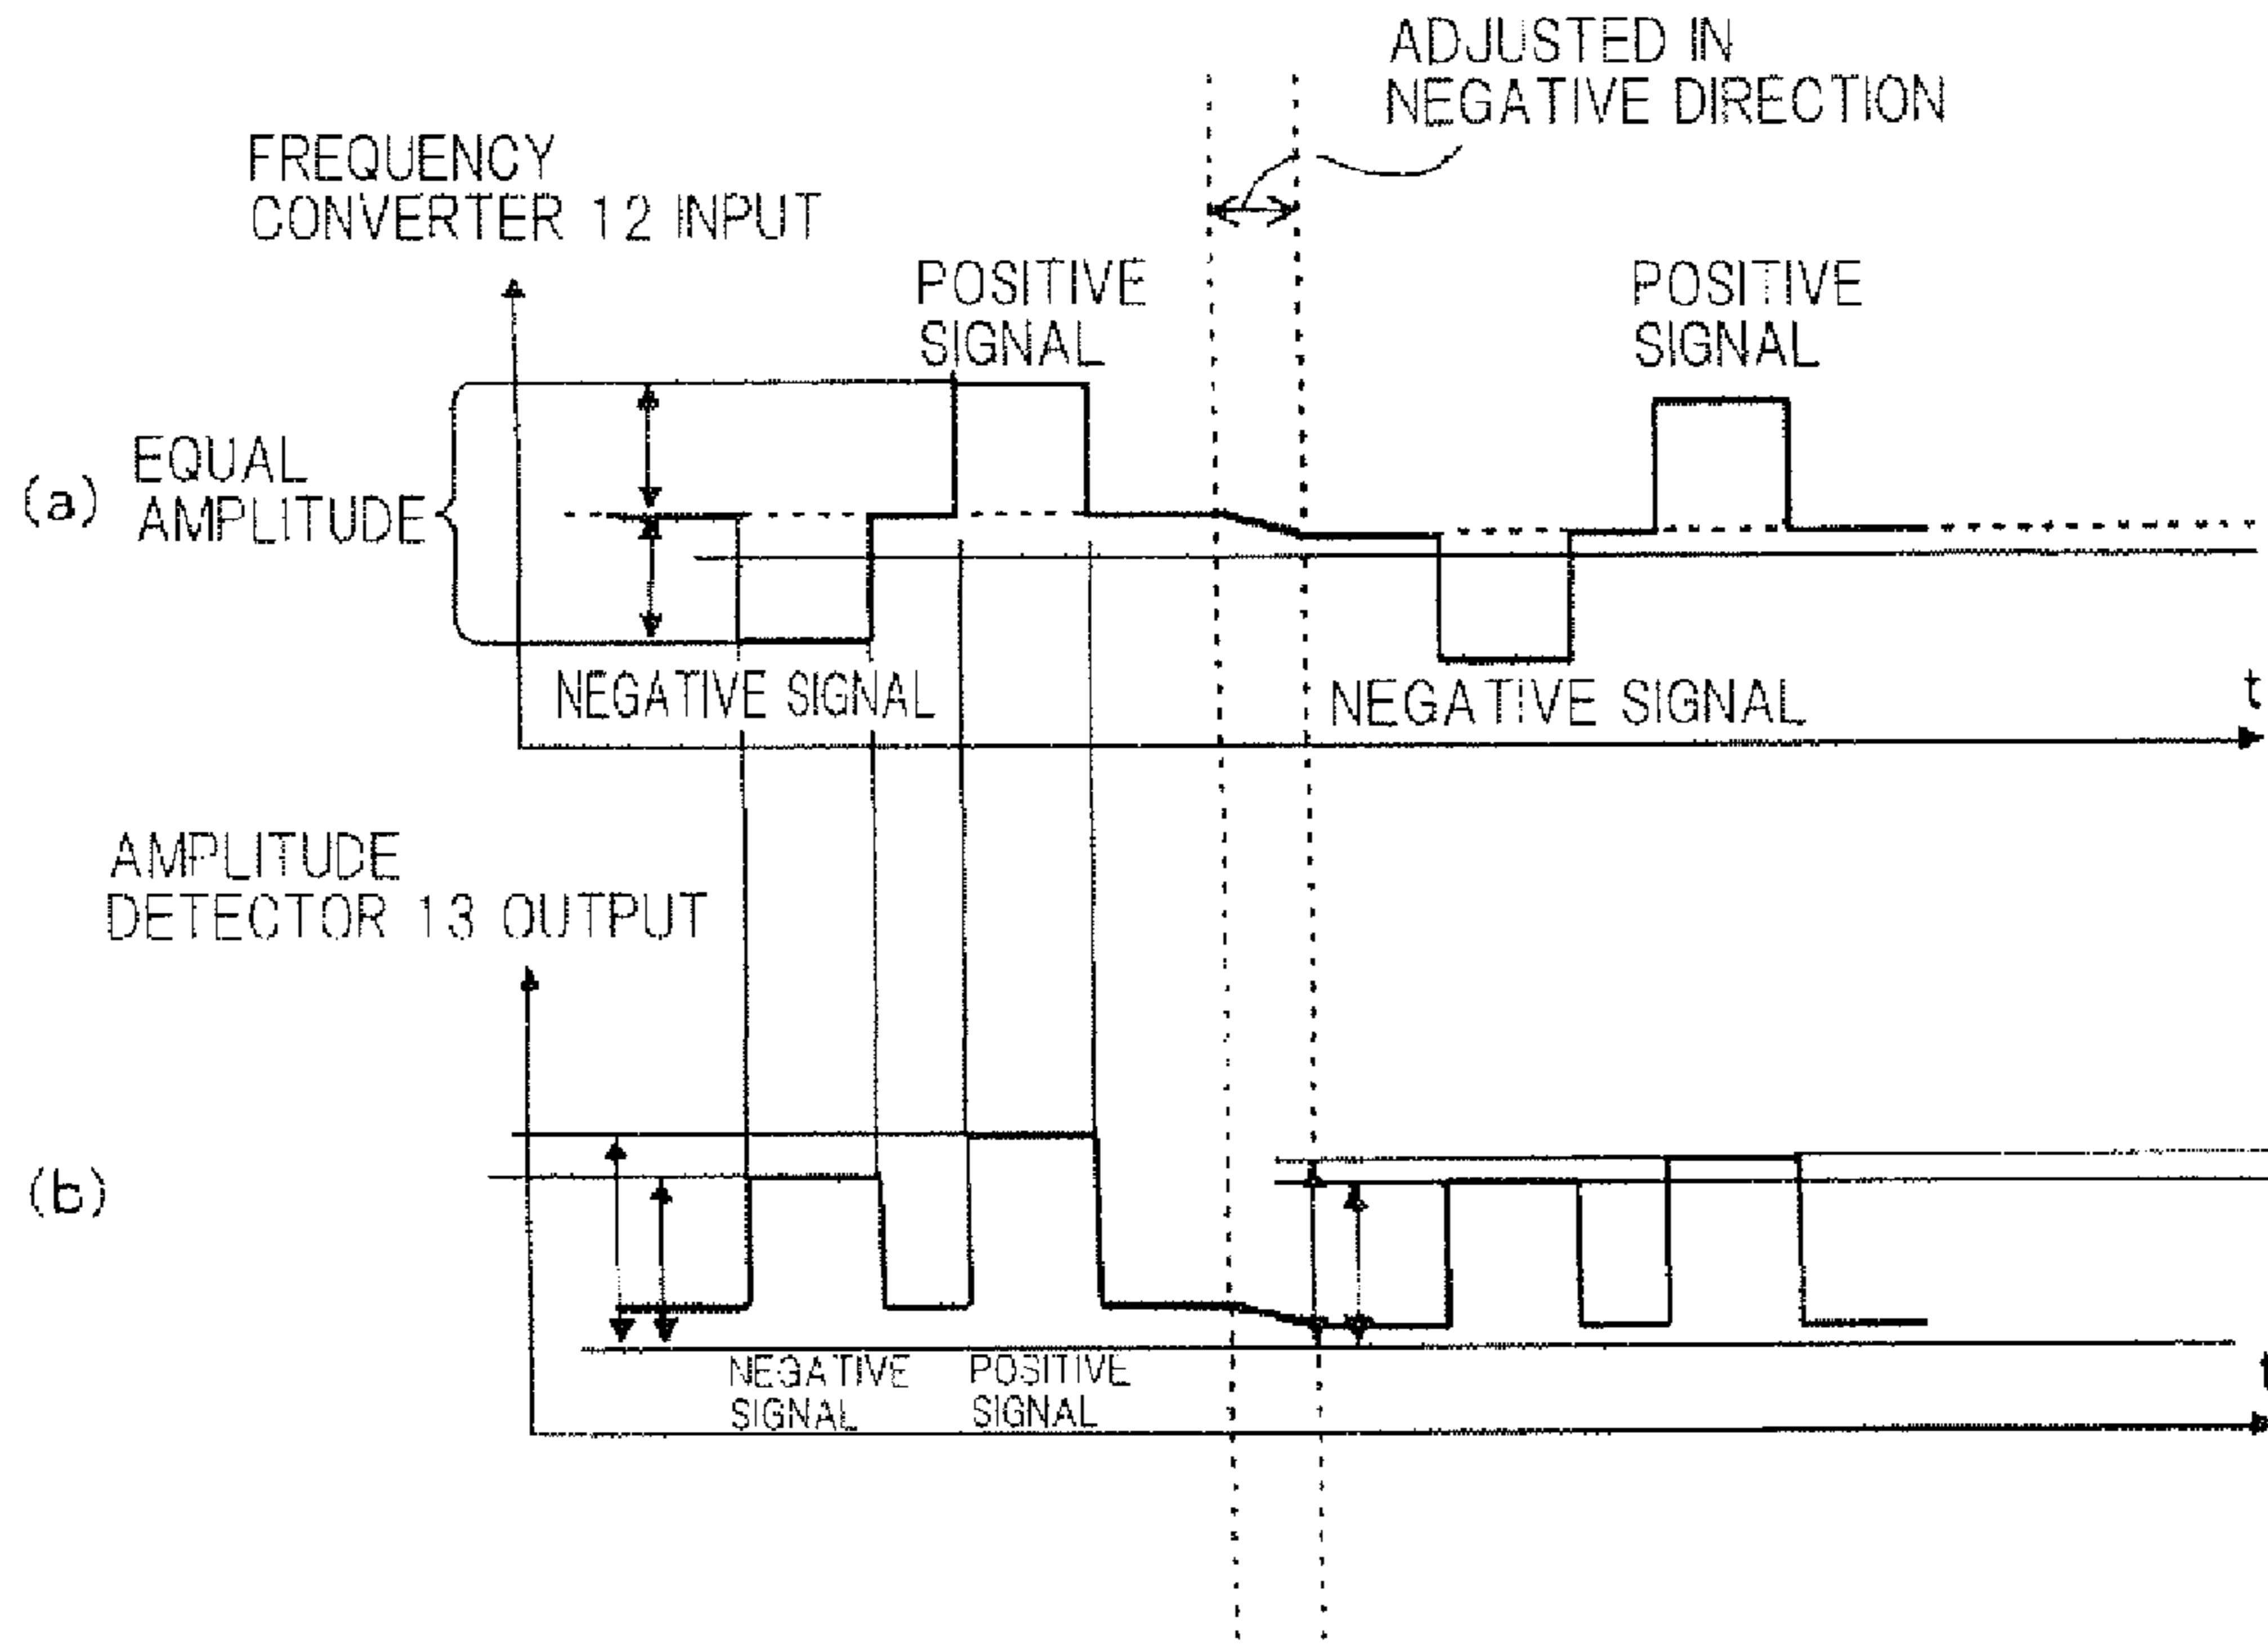 ADJUSTED IN
NEGATIVE DIRECTION
FREQUENCY
CONVERTER 12 INPUT
POSITIVE
SIGNAL
POSITIVE
SIGNAL
(a)
EQUAL
AMPLITUDE
NEGATIVE SIGNAL
NEGATIVE SIGNAL
t
AMPLITUDE
DETECTOR 13 OUTPUT
(b)
NEGATIVE
SIGNAL
POSITIVE
SIGNAL
t